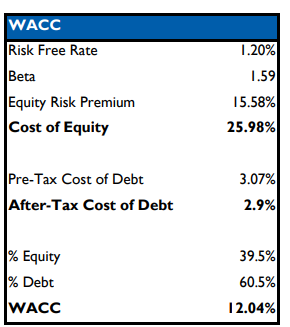 WACC
Risk Free Rate 1.20%
Beta 1.59
Equity Risk Premium 15.58%
Cost of Equity 25.98%
Pre-Tax Cost of Debt 3.07%
After-Tax Cost of Debt 2.9%
% Equity 39.5%
% Debt 60.5%
WACC 12.04%